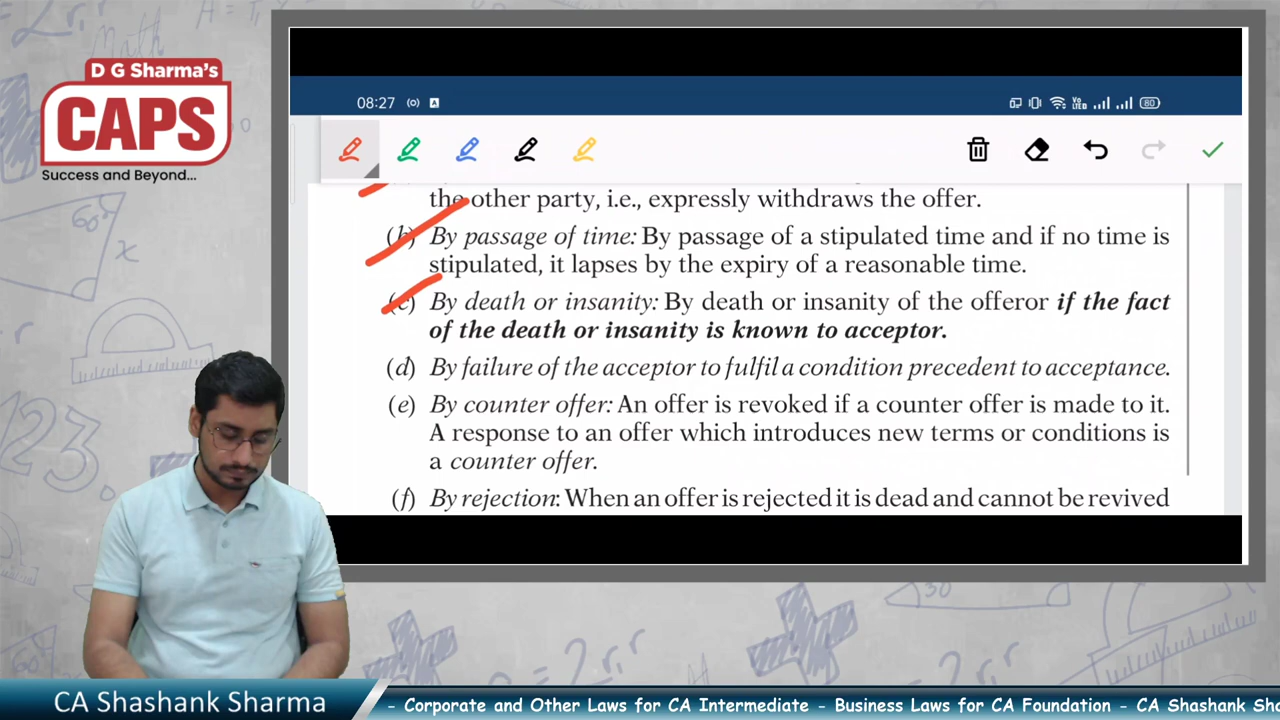 D G Sharma's
CAPS
Success and Beyond...
08:27
80
the other party, i.e., expressly withdraws the offer.
(b) By passage of time: By passage of a stipulated time and if no time is
stipulated, it lapses by the expiry of a reasonable time.
(c) By death or insanity: By death or insanity of the offeror if the fact
of the death or insanity is known to acceptor.
(d) By failure of the acceptor to fulfil a condition precedent to acceptance.
(e) By counter offer: An offer is revoked if a counter offer is made to it.
A response to an offer which introduces new terms or conditions is
a counter offer.
(f) By rejection: When an offer is rejected it is dead and cannot be revived
CA Shashank Sharma
- Corporate and Other Laws for CA Intermediate - Business Laws for CA Foundation - CA Shashank